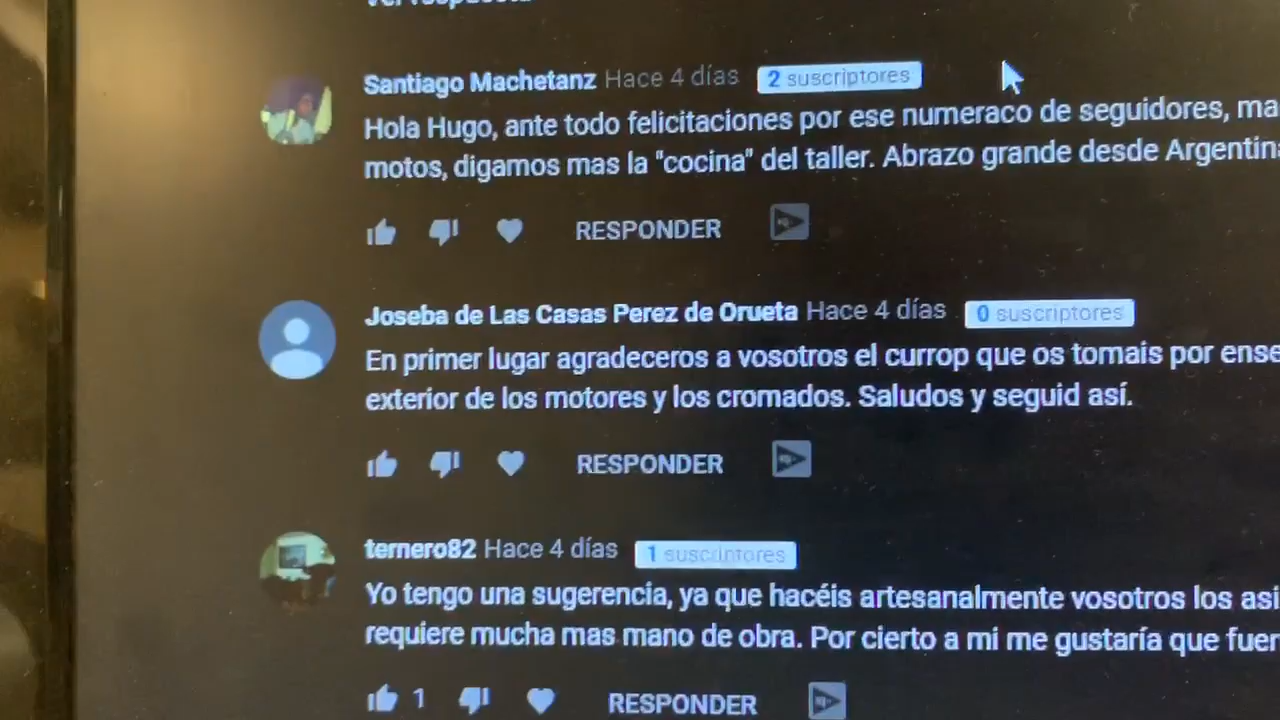 Ver respuesta
Santiago Machetanz Hace 4 días 2 suscriptores
Hola Hugo, ante todo felicitaciones por ese numeraco de seguidores, ma
motos, digamos mas la "cocina" del taller. Abrazo grande desde Argentin
RESPONDER
Joseba de Las Casas Perez de Orueta Hace 4 días 0 suscriptores
En primer lugar agradeceros a vosotros el currop que os tomais por ense
exterior de los motores y los cromados. Saludos y seguid así.
RESPONDER
ternero82 Hace 4 días 1 suscriptores
Yo tengo una sugerencia, ya que hacéis artesanalmente vosotros los asi
requiere mucha mas mano de obra. Por cierto a mi me gustaría que fuer
1 RESPONDER